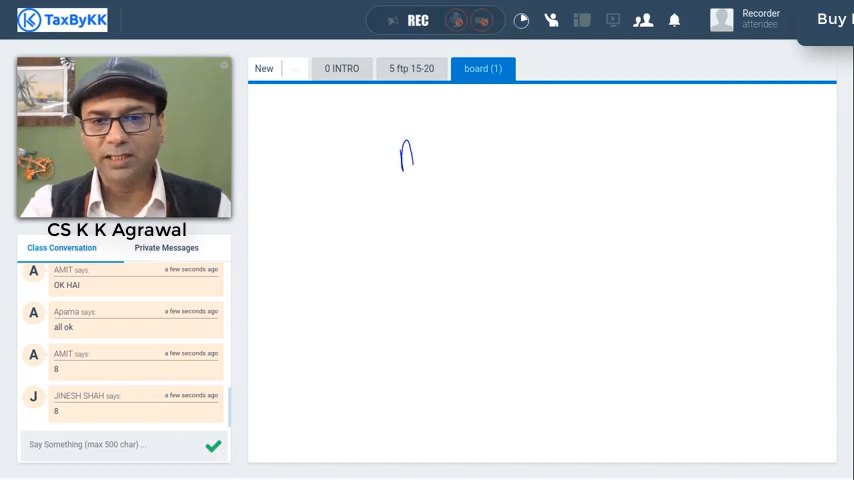 TaxByKK
REC
Recorder
attendee
Buy
New
0 INTRO
5 ftp 15-20
board (1)
n
CS K K Agrawal
Class Conversation
Private Messages
A
AMIT says:
a few seconds ago
OK HAI
A
Aparna says:
a few seconds ago
all ok
A
AMIT says:
a few seconds ago
8
J
JINESH SHAH says:
a few seconds ago
8
Say Something (max 500 char) ...